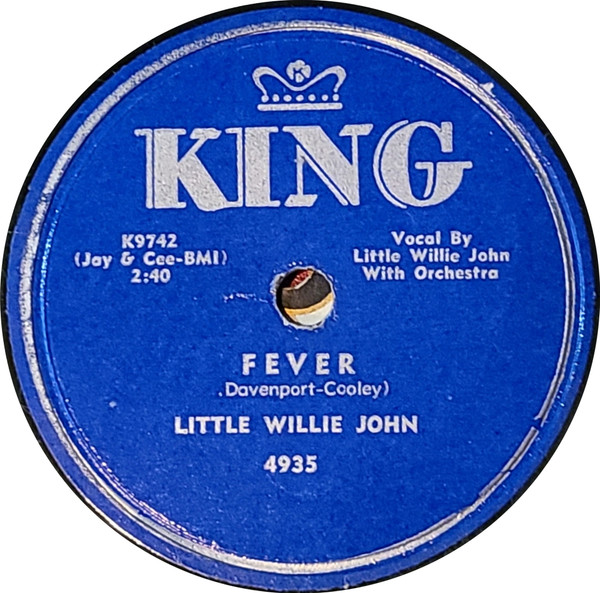 K
KING
K9742
(Jay & Cee-BMI)
2:40
Vocal By
Little Willie John
With Orchestra
FEVER
.Davenport-Cooley)
LITTLE WILLIE JOHN
4935